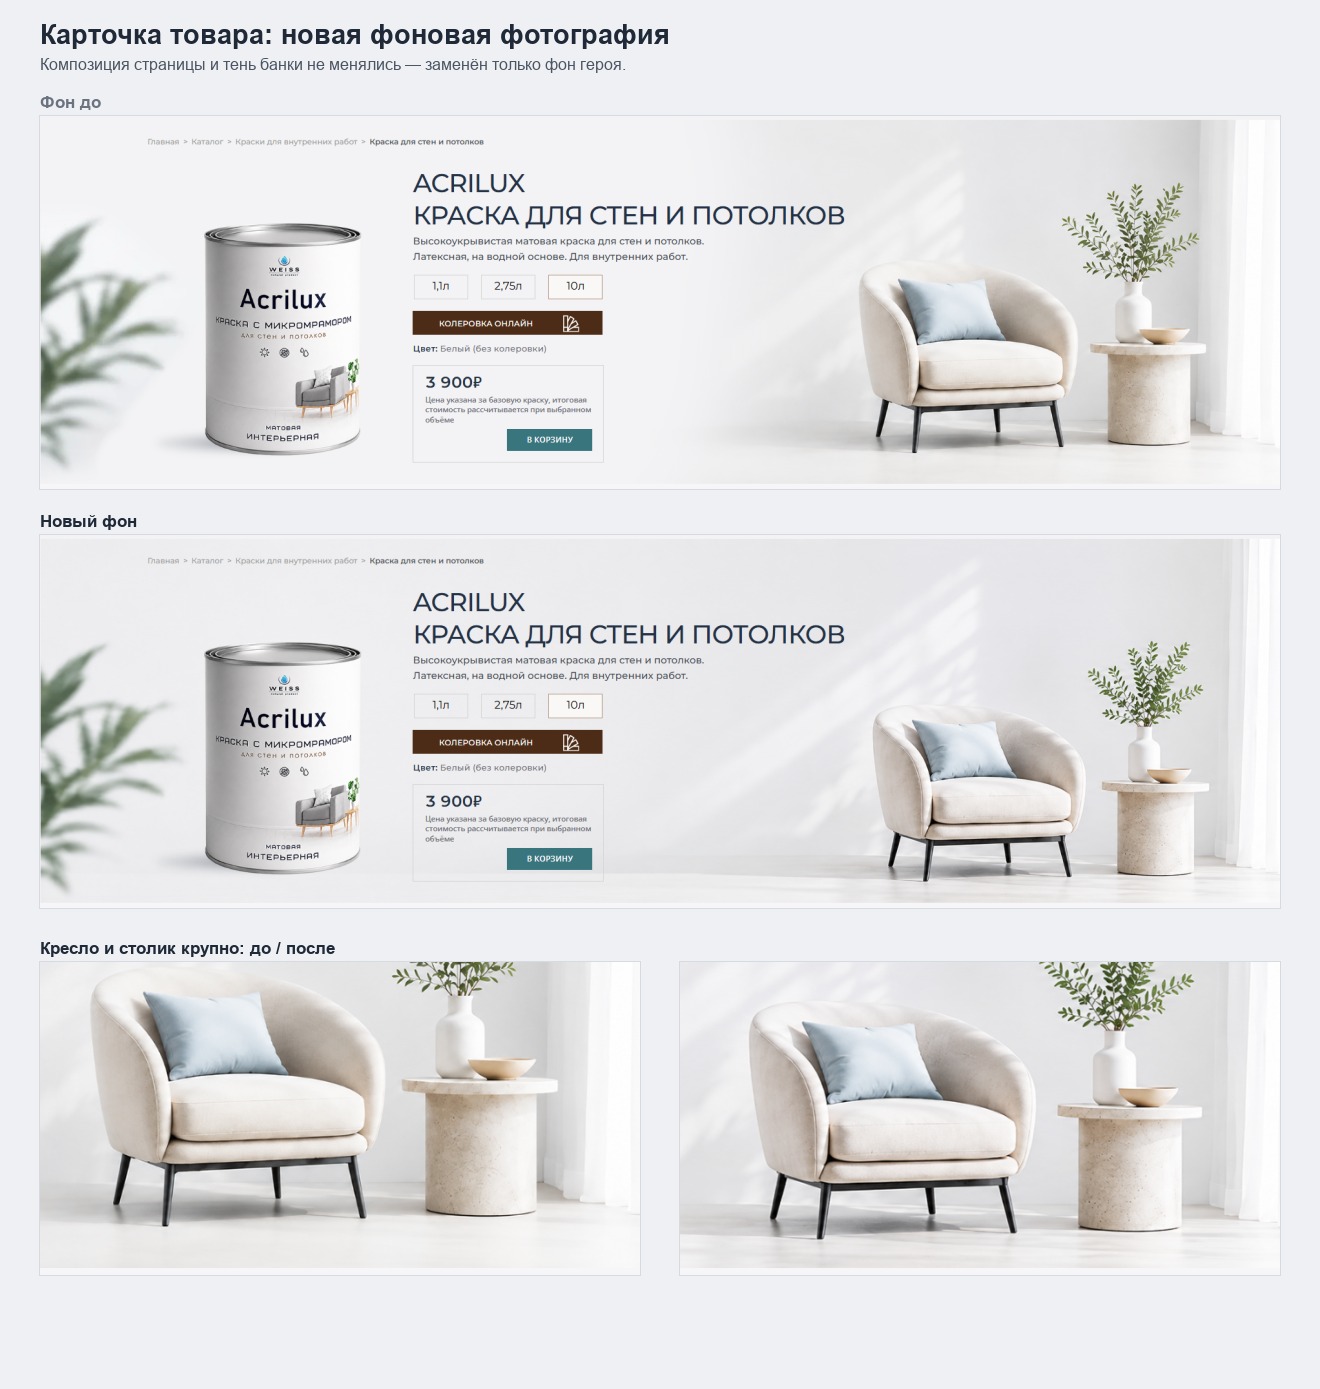 Карточка товара: новая фоновая фотография
Композиция страницы и тень банки не менялись — заменён только фон героя.
Фон до
Главная > Каталог > Краски для внутренних работ > Краска для стен и потолков
ACRILUX
КРАСКА ДЛЯ СТЕН И ПОТОЛКОВ
Высокоукрывистая матовая краска для стен и потолков.
Латексная, на водной основе. Для внутренних работ.
1,1л 2,75л 10л
КОЛЕРОВКА ОНЛАЙН
Цвет: Белый (без колеровки)
3 900₽
Цена указана за базовую краску, итоговая
стоимость рассчитывается при выбранном
объёме
В КОРЗИНУ
WEISS
Acrilux
КРАСКА С МИКРОМРАМОРОМ
ДЛЯ СТЕН И ПОТОЛКОВ
МАТОВАЯ
ИНТЕРЬЕРНАЯ
Новый фон
Главная > Каталог > Краски для внутренних работ > Краска для стен и потолков
ACRILUX
КРАСКА ДЛЯ СТЕН И ПОТОЛКОВ
Высокоукрывистая матовая краска для стен и потолков.
Латексная, на водной основе. Для внутренних работ.
1,1л 2,75л 10л
КОЛЕРОВКА ОНЛАЙН
Цвет: Белый (без колеровки)
3 900₽
Цена указана за базовую краску, итоговая
стоимость рассчитывается при выбранном
объёме
В КОРЗИНУ
WEISS
Acrilux
КРАСКА С МИКРОМРАМОРОМ
ДЛЯ СТЕН И ПОТОЛКОВ
МАТОВАЯ
ИНТЕРЬЕРНАЯ
Кресло и столик крупно: до / после